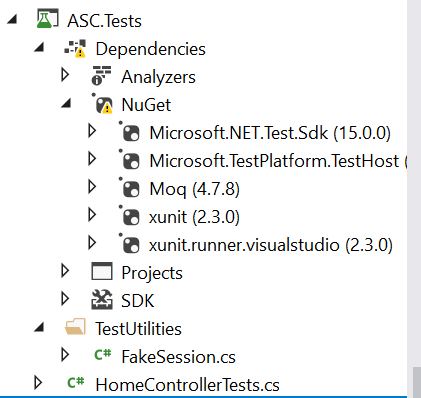 ASC.Tests
Dependencies
Analyzers
NuGet
Microsoft.NET.Test.Sdk (15.0.0)
Microsoft.TestPlatform.TestHost (
Moq (4.7.8)
xunit (2.3.0)
xunit.runner.visualstudio (2.3.0)
Projects
SDK
TestUtilities
C# FakeSession.cs
C# HomeControllerTests.cs